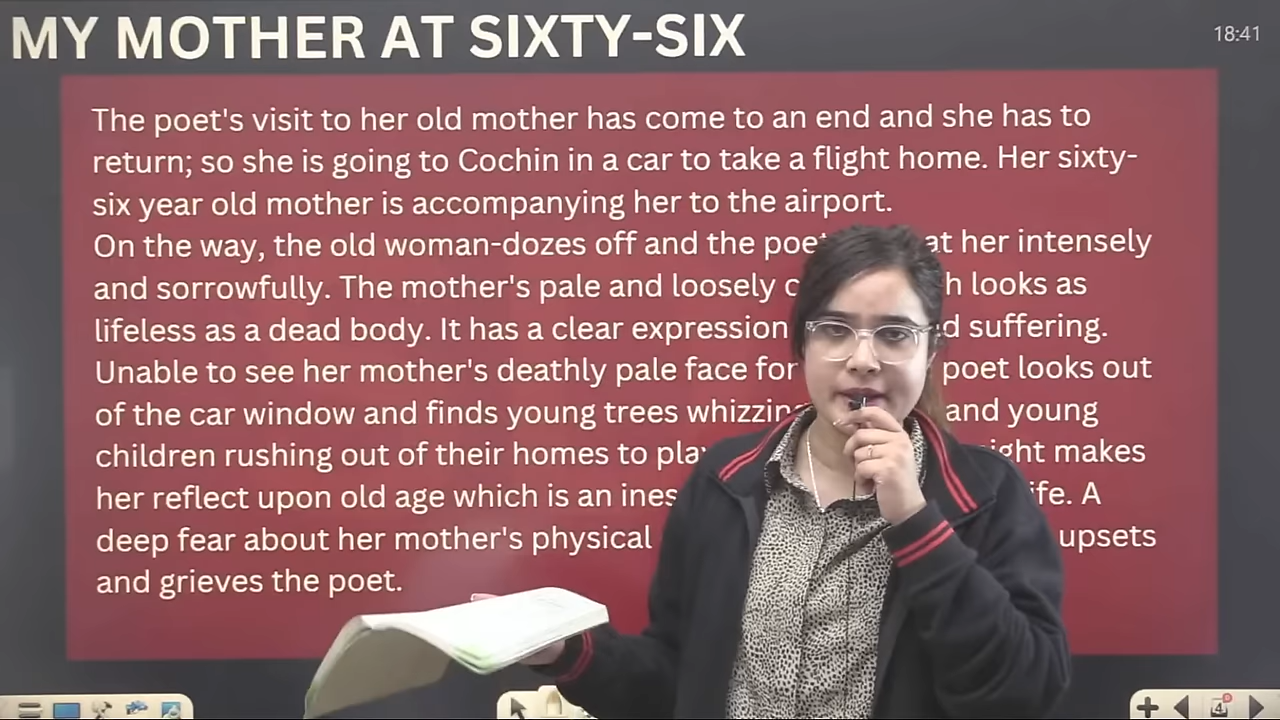 MY MOTHER AT SIXTY-SIX
18:41
The poet's visit to her old mother has come to an end and she has to
return; so she is going to Cochin in a car to take a flight home. Her sixty-
six year old mother is accompanying her to the airport.
On the way, the old woman-dozes off and the poet at her intensely
and sorrowfully. The mother's pale and loosely looks as
lifeless as a dead body. It has a clear expression suffering.
Unable to see her mother's deathly pale face for poet looks out
of the car window and finds young trees whizzing and young
children rushing out of their homes to play makes
her reflect upon old age which is an life. A
deep fear about her mother's physical upsets
and grieves the poet.
4